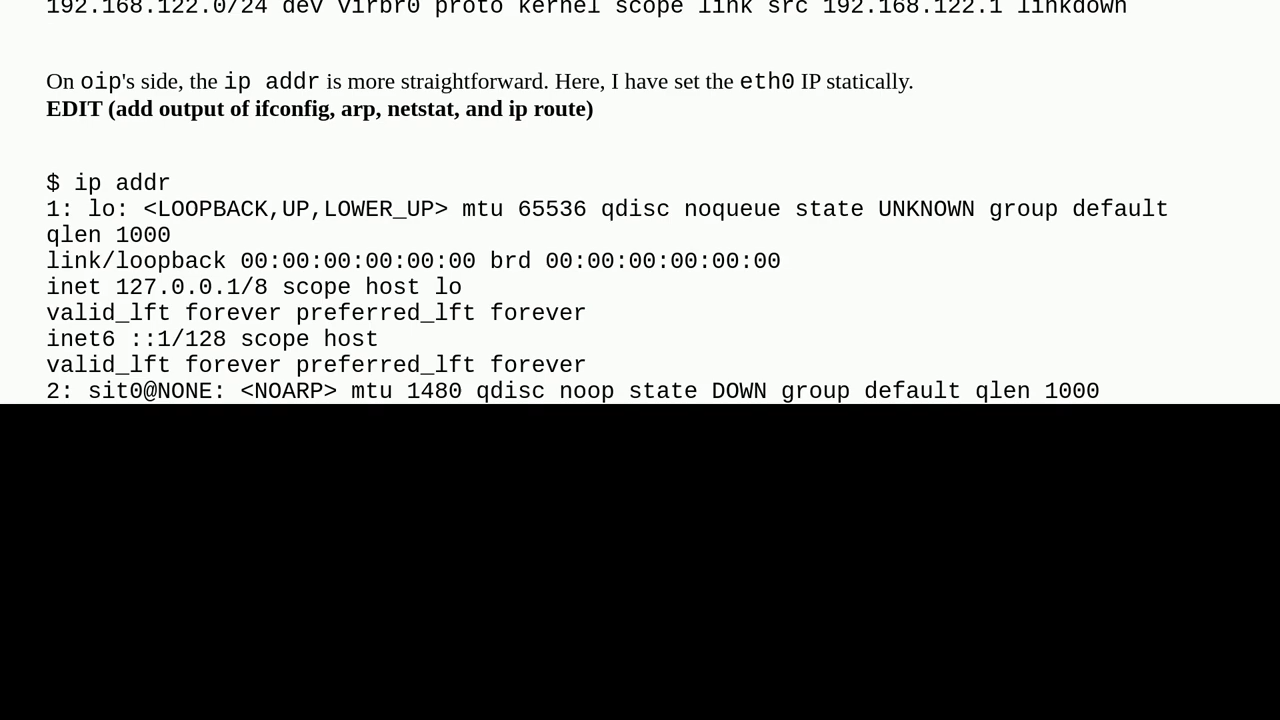 192.168.122.0/24 dev virbr0 proto kernel scope link src 192.168.122.1 linkdown
On oip's side, the ip addr is more straightforward. Here, I have set the eth0 IP statically.
EDIT (add output of ifconfig, arp, netstat, and ip route)
$ ip addr
1: lo: <LOOPBACK,UP,LOWER_UP> mtu 65536 qdisc noqueue state UNKNOWN group default
qlen 1000
link/loopback 00:00:00:00:00:00 brd 00:00:00:00:00:00
inet 127.0.0.1/8 scope host lo
valid_lft forever preferred_lft forever
inet6 ::1/128 scope host
valid_lft forever preferred_lft forever
2: sit0@NONE: <NOARP> mtu 1480 qdisc noop state DOWN group default qlen 1000